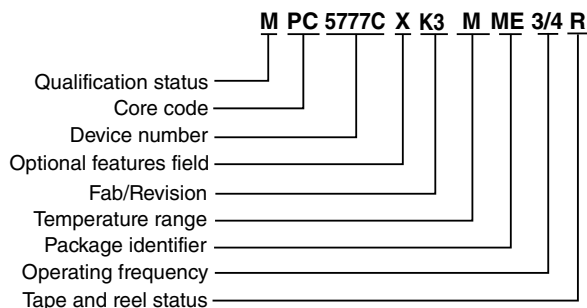 M PC 5777C X K3 M ME 3/4 R
Qualification status
Core code
Device number
Optional features field
Fab/Revision
Temperature range
Package identifier
Operating frequency
Tape and reel status